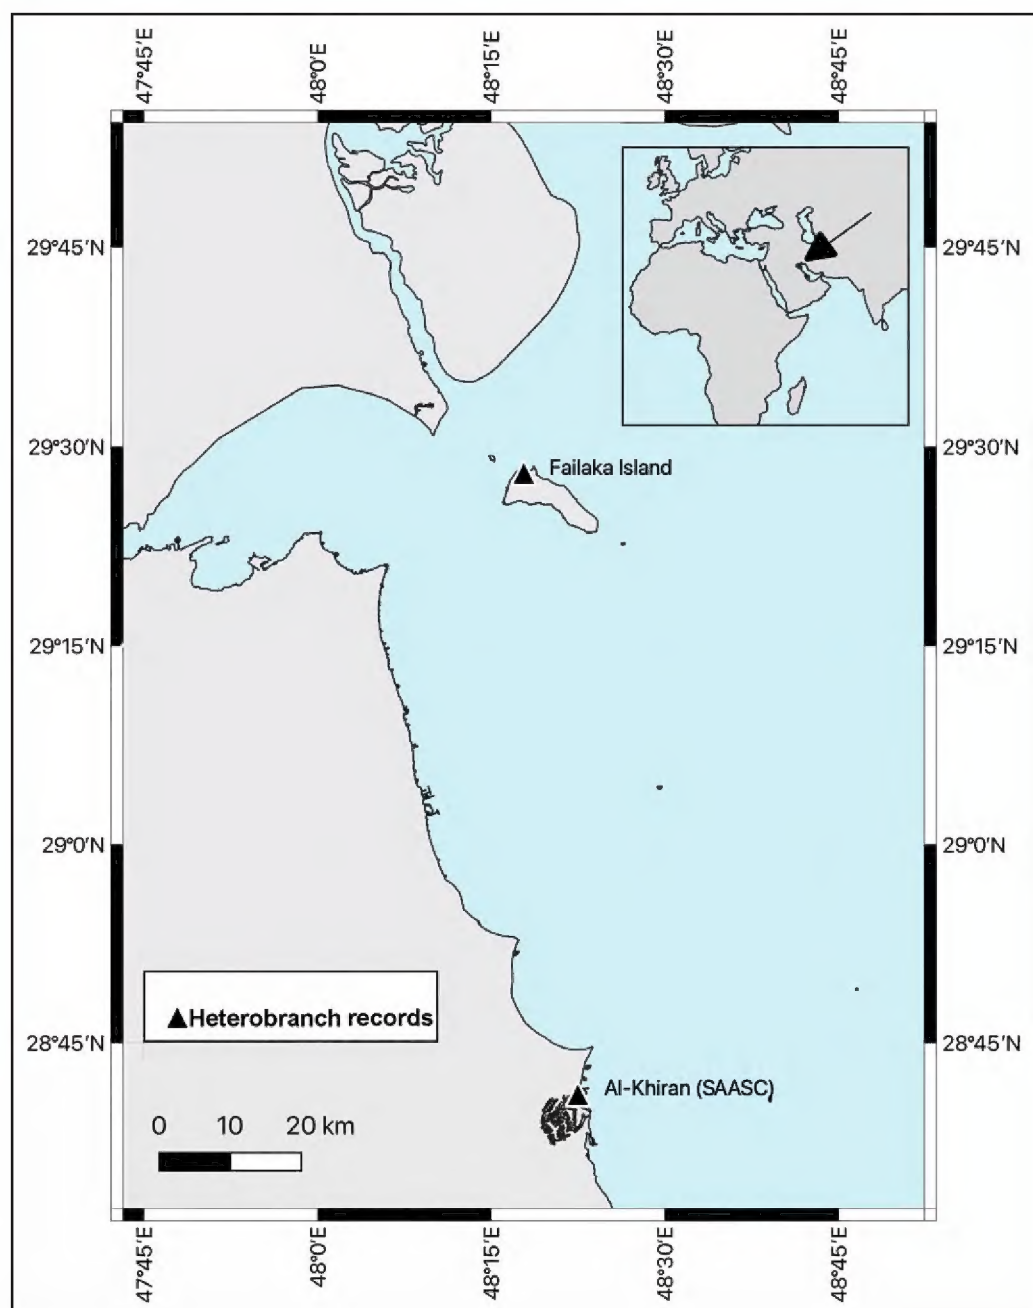 47°45'E 48°0'E 48°15'E 48°30'E 48°45'E
29°45'N 29°45'N
29°30'N 29°30'N
Failaka Island
29°15'N 29°15'N
29°0'N 29°0'N
Heterobranch records
28°45'N 28°45'N
Al-Khiran (SAASC)
0 10 20 km
47°45'E 48°0'E 48°15'E 48°30'E 48°45'E